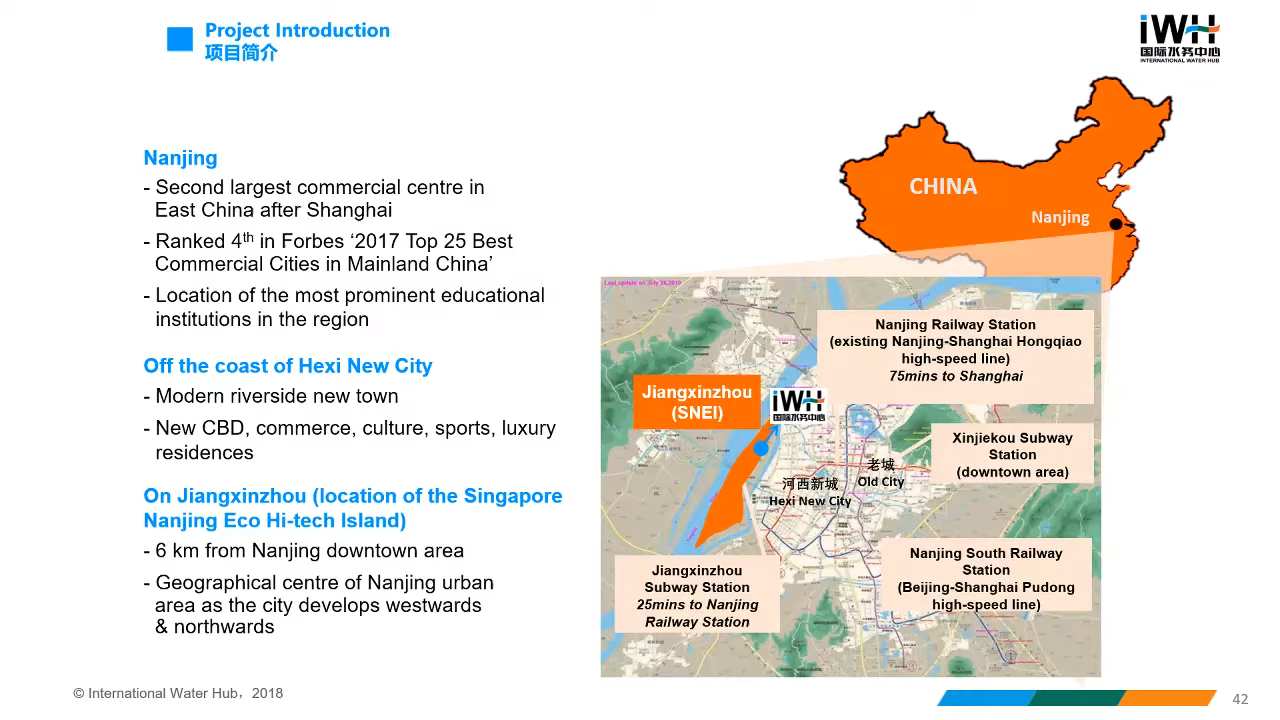 Project Introduction
项目简介
iWH
国际水务中心
INTERNATIONAL WATER HUB
Nanjing
- Second largest commercial centre in
East China after Shanghai
- Ranked 4th in Forbes ‘2017 Top 25 Best
Commercial Cities in Mainland China’
- Location of the most prominent educational
institutions in the region
Off the coast of Hexi New City
- Modern riverside new town
- New CBD, commerce, culture, sports, luxury
residences
On Jiangxinzhou (location of the Singapore
Nanjing Eco Hi-tech Island)
- 6 km from Nanjing downtown area
- Geographical centre of Nanjing urban
area as the city develops westwards
& northwards
CHINA
Nanjing
Last update on July 28,2019
Nanjing Railway Station
(existing Nanjing-Shanghai Hongqiao
high-speed line)
75mins to Shanghai
Jiangxinzhou
(SNEI)
iWH
国际水务中心
Xinjiekou Subway
Station
(downtown area)
老城
Old City
河西新城
Hexi New City
Nanjing South Railway
Station
(Beijing-Shanghai Pudong
high-speed line)
Jiangxinzhou
Subway Station
25mins to Nanjing
Railway Station
© International Water Hub，2018
42